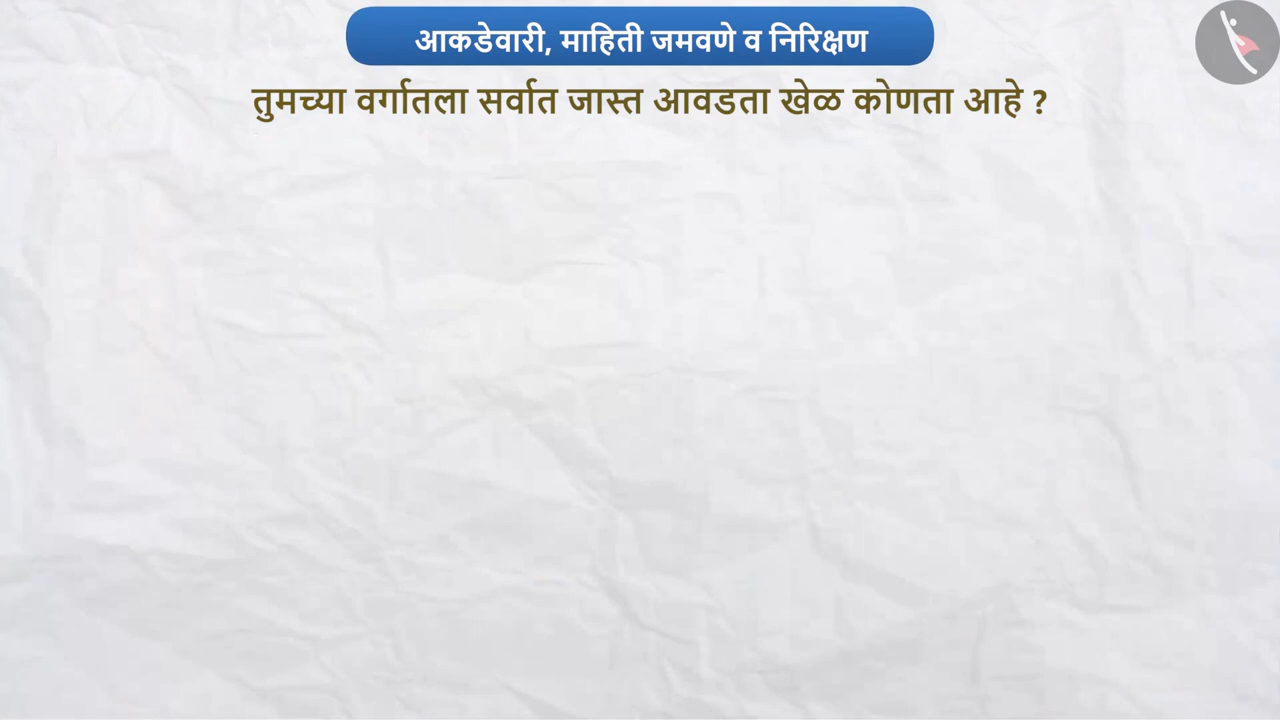 आकडेवारी, माहिती जमवणे व निरिक्षण
तुमच्या वर्गातला सर्वात जास्त आवडता खेळ कोणता आहे ?